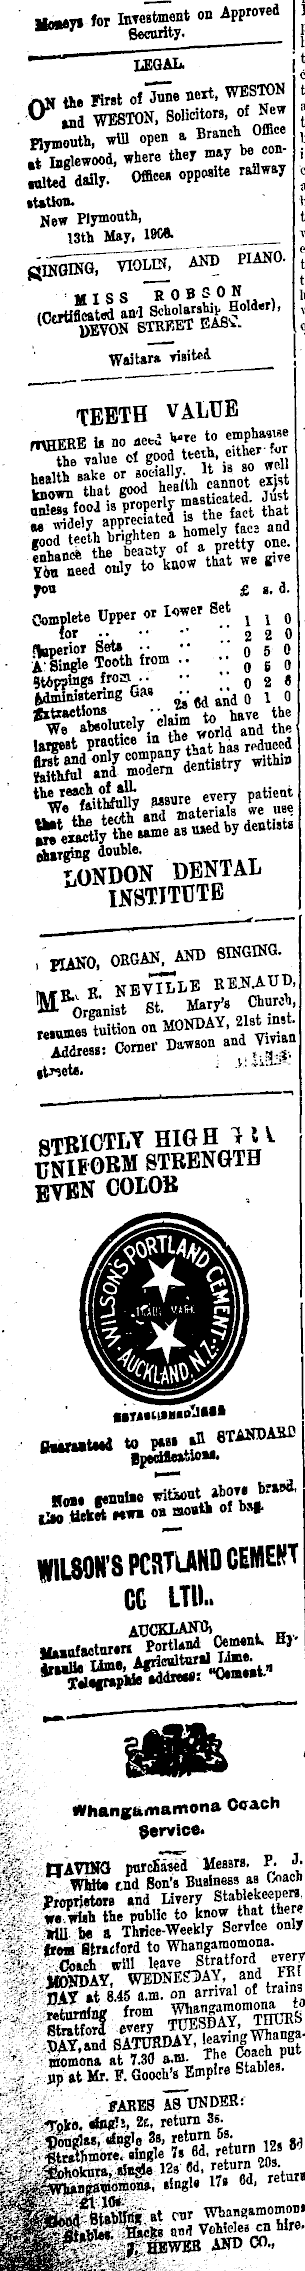 Moneys for Investment on Approved
Security.
LEGAL.
ON the First of June next, WESTON
and WESTON, Solicitors, of New
Plymouth, will open a Branch Office
at Inglewood, where they may be con-
sulted daily. Offices opposite railway
station.
New Plymouth,
13th May, 1908.
SINGING, VIOLIN, AND PIANO.
MISS ROBSON
(Certificated and Scholarship Holder),
DEVON STREET EAST.
Waitara visited
TEETH VALUE
THERE is no need here to emphasise
the value of good teeth, either for
health sake or socially. It is so well
known that good health cannot exist
unless food is properly masticated. Just
as widely appreciated is the fact that
good teeth brighten a homely face and
enhance the beauty of a pretty one.
You need only to know that we give
you
£ s. d.
Complete Upper or Lower Set
for .. .. .. .. 1 1 0
Superior Sets .. .. .. 2 2 0
A Single Tooth from .. .. 0 5 0
Stoppings from .. .. .. 0 5 0
Administering Gas .. .. 0 2 6
Extractions .. 2s 6d and 0 1 0
We absolutely claim to have the
largest practice in the world and the
first and only company that has reduced
faithful and modern dentistry within
the reach of all.
We faithfully assure every patient
that the teeth and materials we use
are exactly the same as used by dentists
charging double.
LONDON DENTAL
INSTITUTE
PIANO, ORGAN, AND SINGING.
MR. R. NEVILLE RENAUD,
Organist St. Mary's Church,
resumes tuition on MONDAY, 21st inst.
Address: Corner Dawson and Vivian
streets.
STRICTLY HIGH
UNIFORM STRENGTH
EVEN COLOR
WILSON'S PORTLAND CEMENT
TRADE MARK
AUCKLAND, N.Z.
ESTABLISHED
Guaranteed to pass all STANDARD
Specifications.
None genuine without above brand,
also ticket sewn on mouth of bag.
WILSON'S PORTLAND CEMENT
CO LTD.,
AUCKLAND,
Manufacturers Portland Cement, Hy-
draulic Lime, Agricultural Lime.
Telegraphic address: "Cement."
Whangamamona Coach
Service.
HAVING purchased Messrs. P. J.
White and Son's Business as Coach
Proprietors and Livery Stablekeepers,
we wish the public to know that there
will be a Thrice-Weekly Service only
from Stratford to Whangamomona.
Coach will leave Stratford every
MONDAY, WEDNESDAY, and FRI
DAY at 8.45 a.m. on arrival of trains
returning from Whangamomona to
Stratford every TUESDAY, THURS
DAY, and SATURDAY, leaving Whanga-
momona at 7.30 a.m. The Coach put
up at Mr. F. Gooch's Empire Stables.
FARES AS UNDER:
Toko, single, 2s, return 3s.
Douglas, single 3s, return 5s.
Strathmore, single 7s 6d, return 12s 6d
Tohokura, single 12s 6d, return 20s.
Whangamomona, single 17s 6d, return
£1 10s.
Good Stabling at our Whangamomona
Stables. Hacks and Vehicles on hire.
J. HEWER AND CO.,